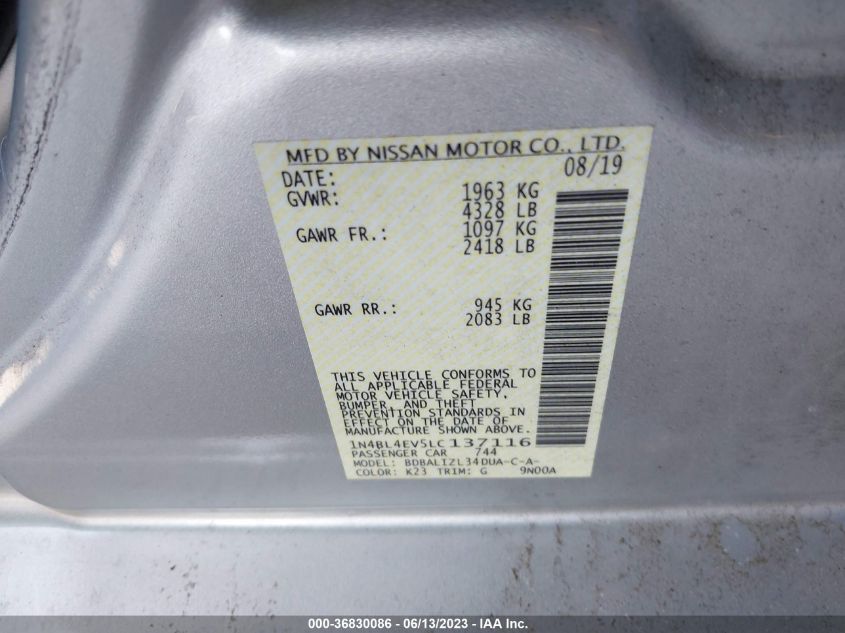 MFD BY NISSAN MOTOR CO., LTD.
DATE: 08/19
GVWR: 1963 KG
4328 LB
GAWR FR.: 1097 KG
2418 LB
GAWR RR.: 945 KG
2083 LB
THIS VEHICLE CONFORMS TO
ALL APPLICABLE FEDERAL
MOTOR VEHICLE SAFETY,
BUMPER, AND THEFT
PREVENTION STANDARDS IN
EFFECT ON THE DATE OF
MANUFACTURE SHOWN ABOVE.
1N4BL4EV5LC137116
PASSENGER CAR 744
MODEL: BDBALIZL34DUA-C-A-
COLOR: K23 TRIM: G 9N00A
000-36830086 - 06/13/2023 - IAA Inc.